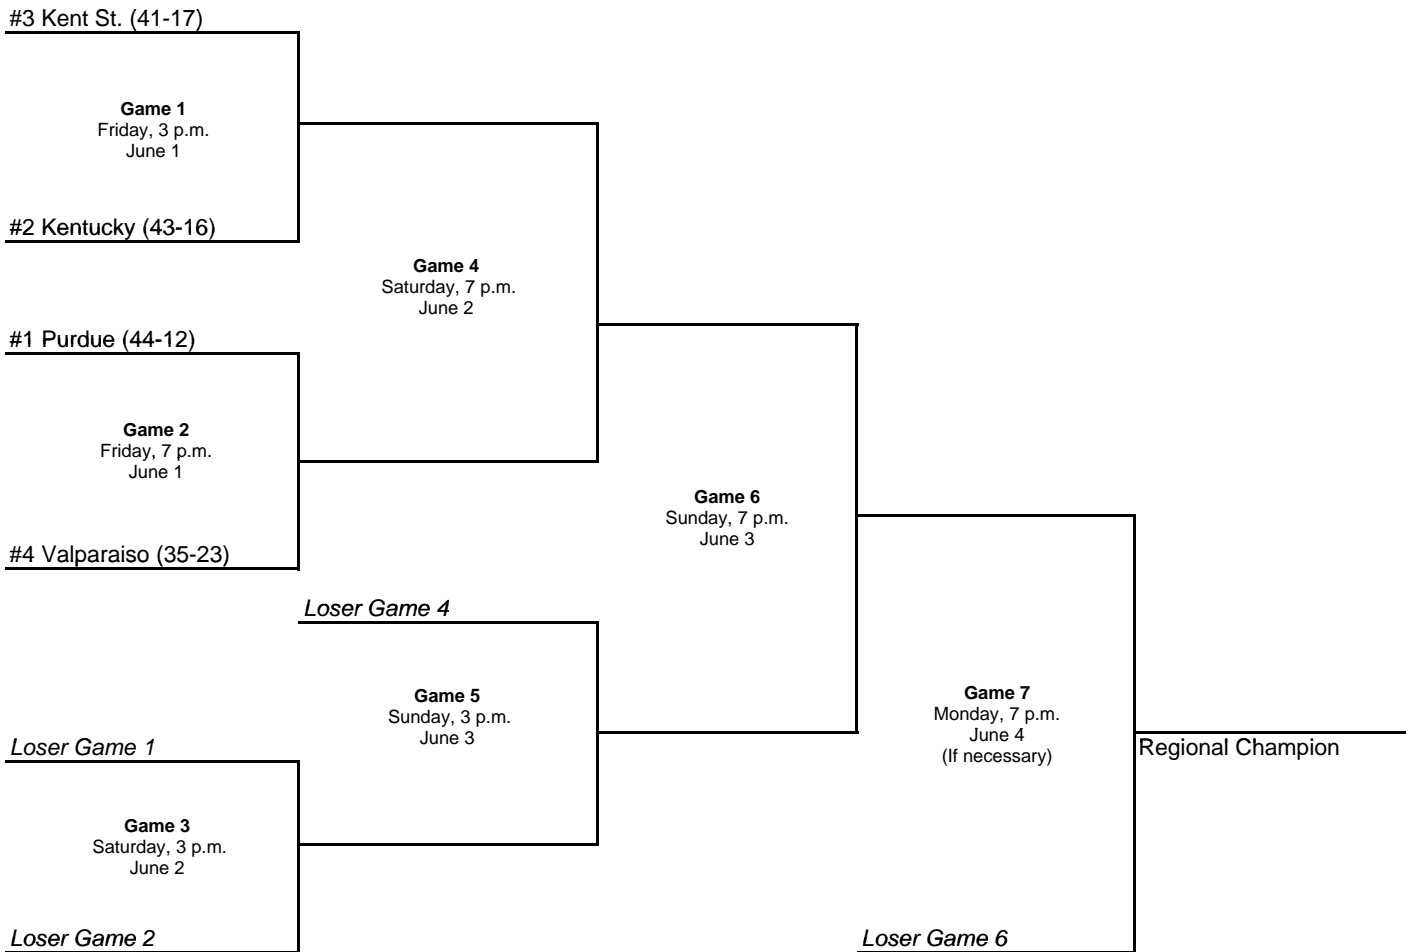 #3 Kent St. (41-17)
Game 1
Friday, 3 p.m.
June 1
#2 Kentucky (43-16)
Game 4
Saturday, 7 p.m.
June 2
#1 Purdue (44-12)
Game 2
Friday, 7 p.m.
June 1
Game 6
Sunday, 7 p.m.
June 3
#4 Valparaiso (35-23)
Loser Game 4
Game 5
Sunday, 3 p.m.
June 3
Game 7
Monday, 7 p.m.
June 4
(If necessary)
Regional Champion
Loser Game 1
Game 3
Saturday, 3 p.m.
June 2
Loser Game 2
Loser Game 6